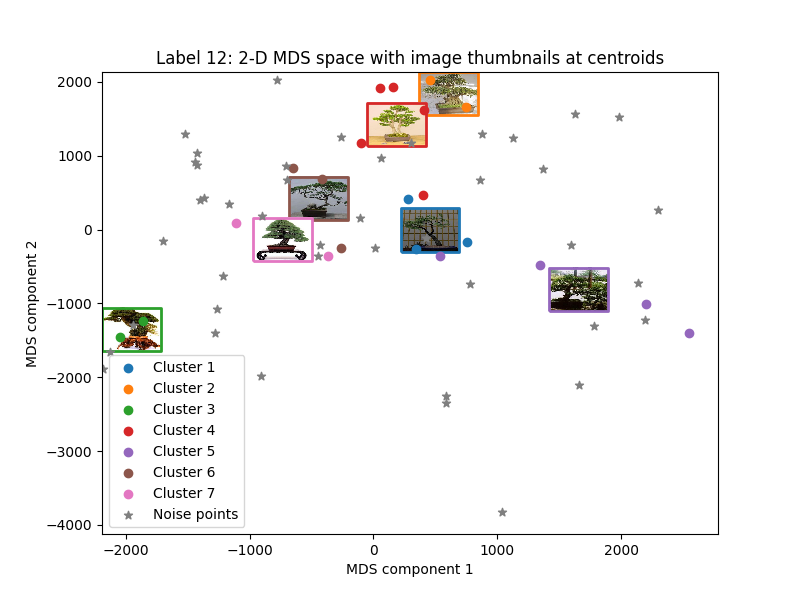 Label 12: 2-D MDS space with image thumbnails at centroids
MDS component 2
2000
1000
0
−1000
−2000
−3000
−4000
Cluster 1
Cluster 2
Cluster 3
Cluster 4
Cluster 5
Cluster 6
Cluster 7
Noise points
−2000
−1000
0
1000
2000
MDS component 1